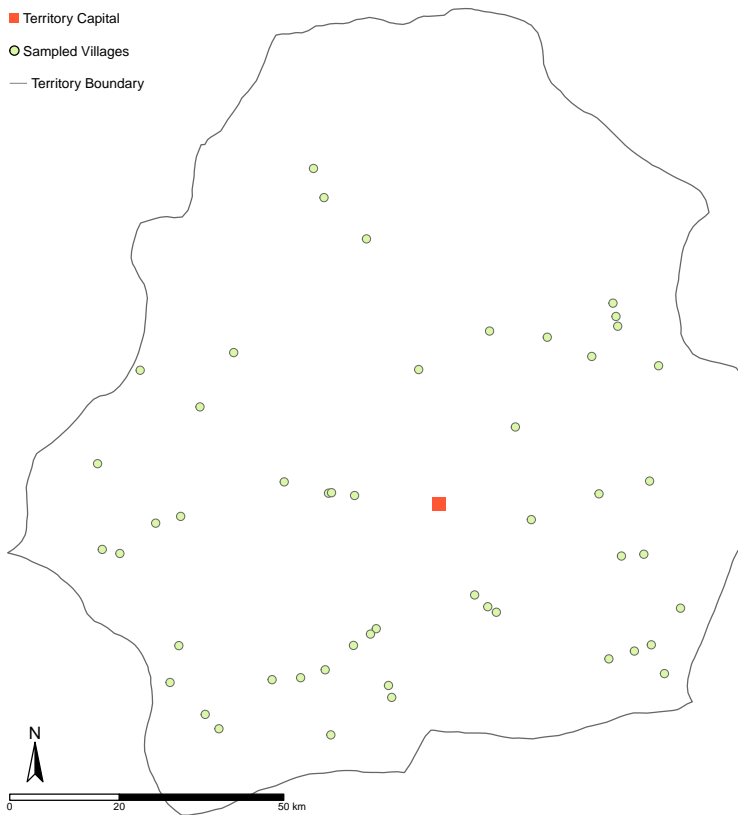 Territory Capital
Sampled Villages
Territory Boundary
N
0 20 50 km